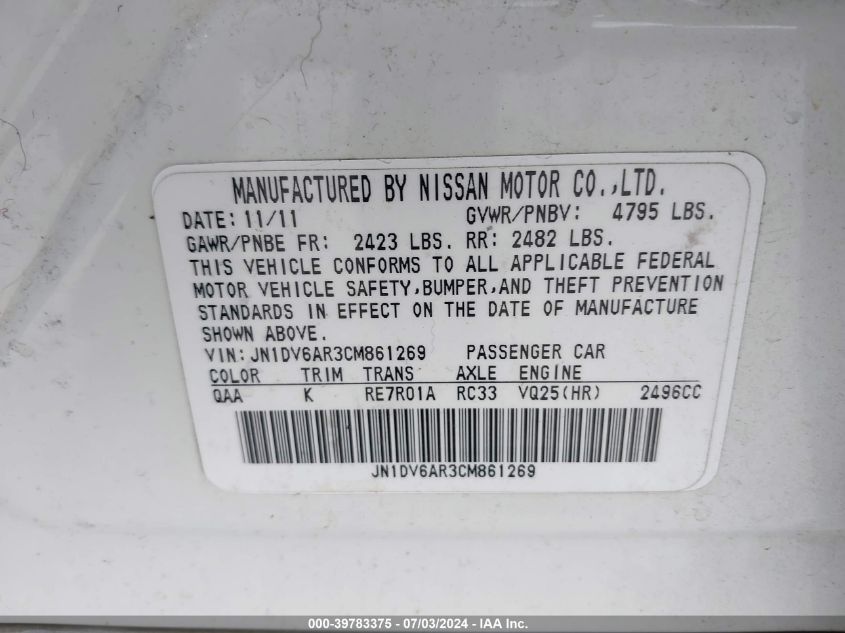 MANUFACTURED BY NISSAN MOTOR CO.,LTD.
DATE: 11/11 GVWR/PNBV: 4795 LBS.
GAWR/PNBE FR: 2423 LBS. RR: 2482 LBS.
THIS VEHICLE CONFORMS TO ALL APPLICABLE FEDERAL
MOTOR VEHICLE SAFETY,BUMPER,AND THEFT PREVENTION
STANDARDS IN EFFECT ON THE DATE OF MANUFACTURE
SHOWN ABOVE.
VIN: JN1DV6AR3CM861269 PASSENGER CAR
COLOR TRIM TRANS AXLE ENGINE
QAA K RE7R01A RC33 VQ25(HR) 2496CC
JN1DV6AR3CM861269
000-39783375 - 07/03/2024 - IAA Inc.